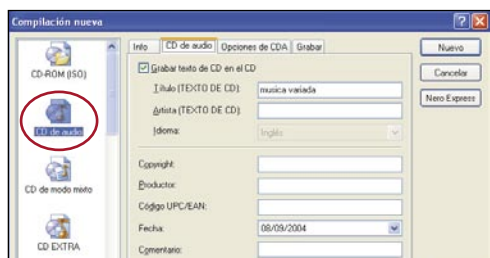 Compilación nueva
Info CD de audio Opciones de CDA Grabar
Nuevo
Cancelar
Nero Express
CD-ROM (ISO)
CD de audio
CD de modo mixto
CD EXTRA
Grabar texto de CD en el CD
Título (TEXTO DE CD): musica variada
Artista (TEXTO DE CD):
Idioma: Inglés
Copyright:
Productor:
Código UPC/EAN:
Fecha: 08/09/2004
Comentario: